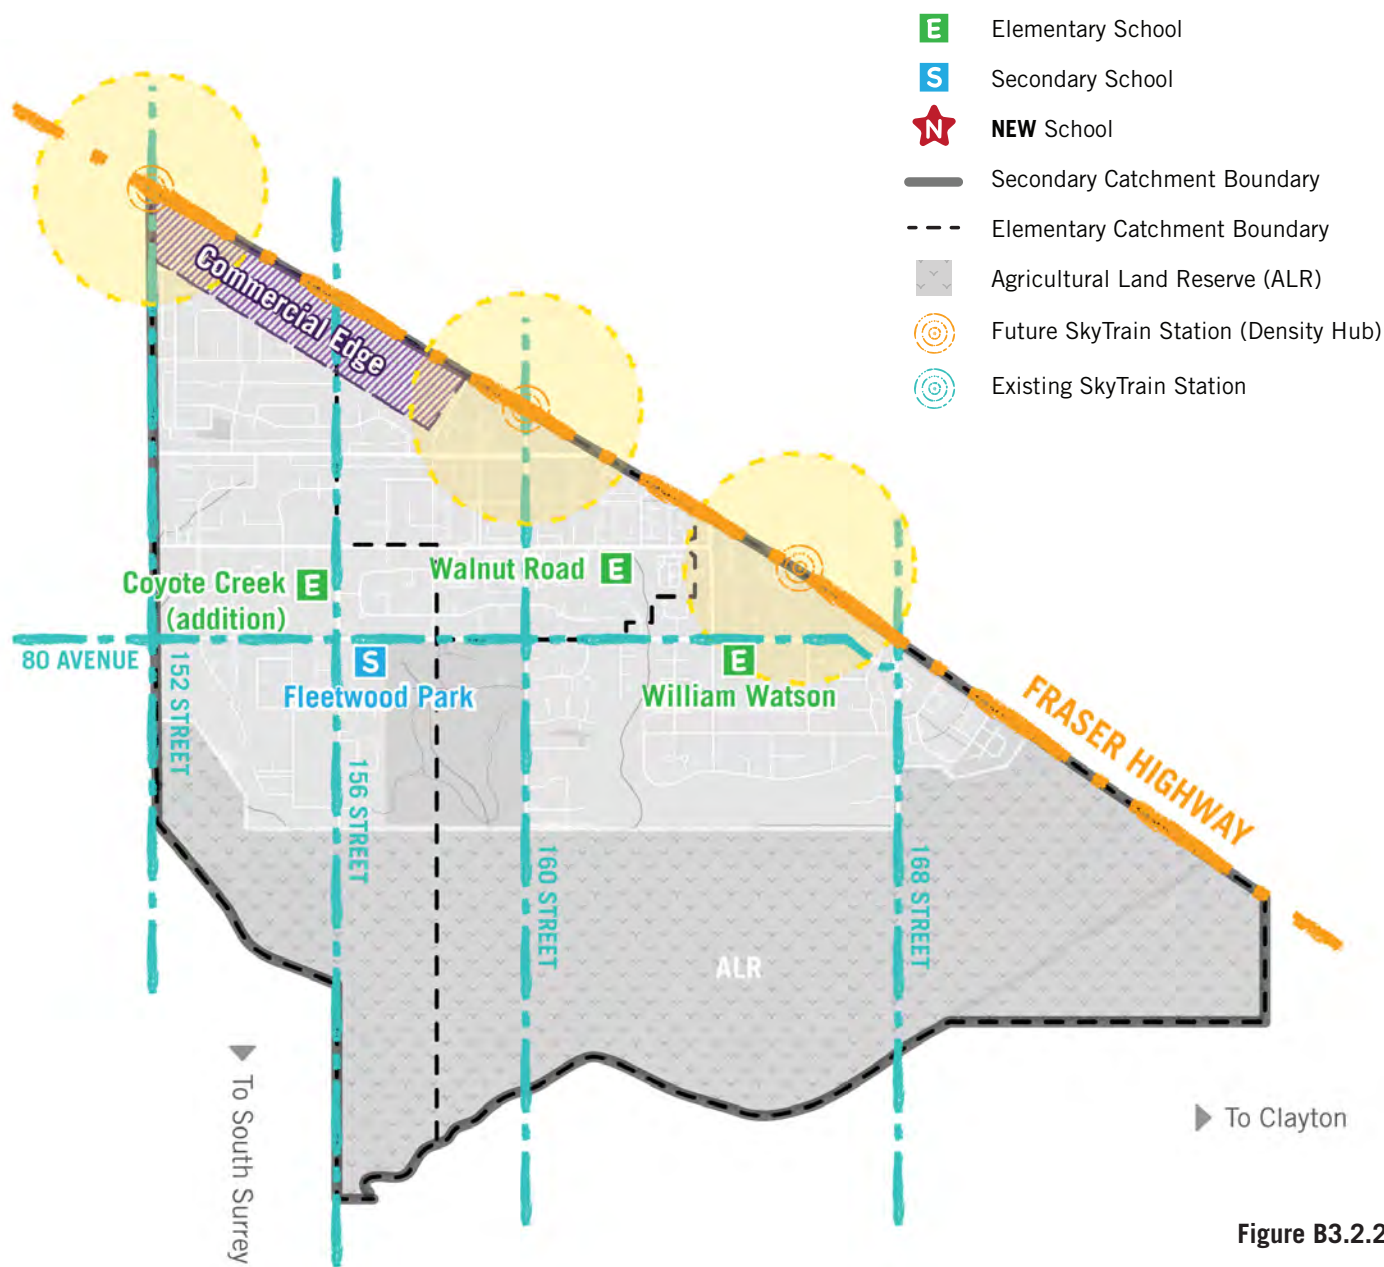 E Elementary School
S Secondary School
N NEW School
Secondary Catchment Boundary
Elementary Catchment Boundary
Agricultural Land Reserve (ALR)
Future SkyTrain Station (Density Hub)
Existing SkyTrain Station
Commercial Edge
Coyote Creek E
(addition)
Walnut Road E
80 AVENUE
S
Fleetwood Park
E
William Watson
152 STREET
156 STREET
160 STREET
168 STREET
FRASER HIGHWAY
ALR
To South Surrey
To Clayton
Figure B3.2.2